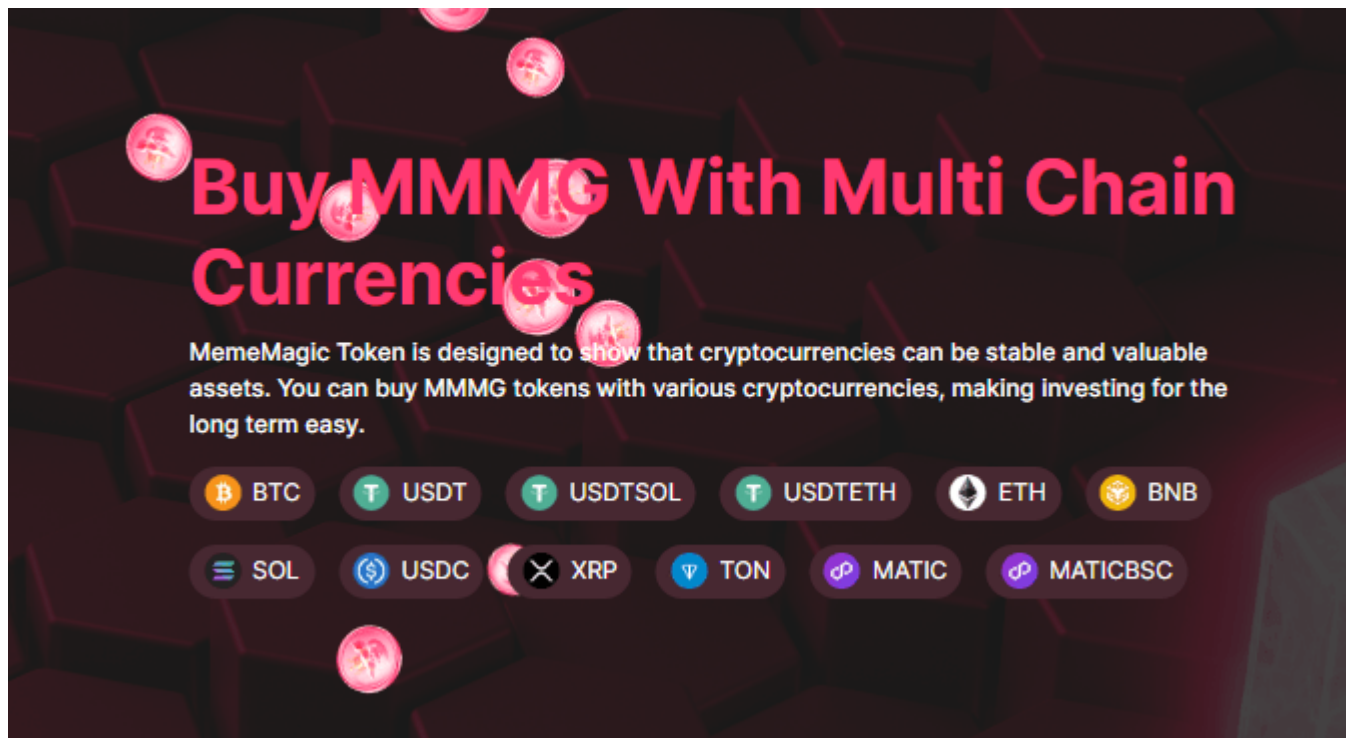 Buy MMMG With Multi Chain
Currencies
MemeMagic Token is designed to show that cryptocurrencies can be stable and valuable
assets. You can buy MMMG tokens with various cryptocurrencies, making investing for the
long term easy.
BTC USDT USDTSOL USDTETH ETH BNB
SOL USDC XRP TON MATIC MATICBSC